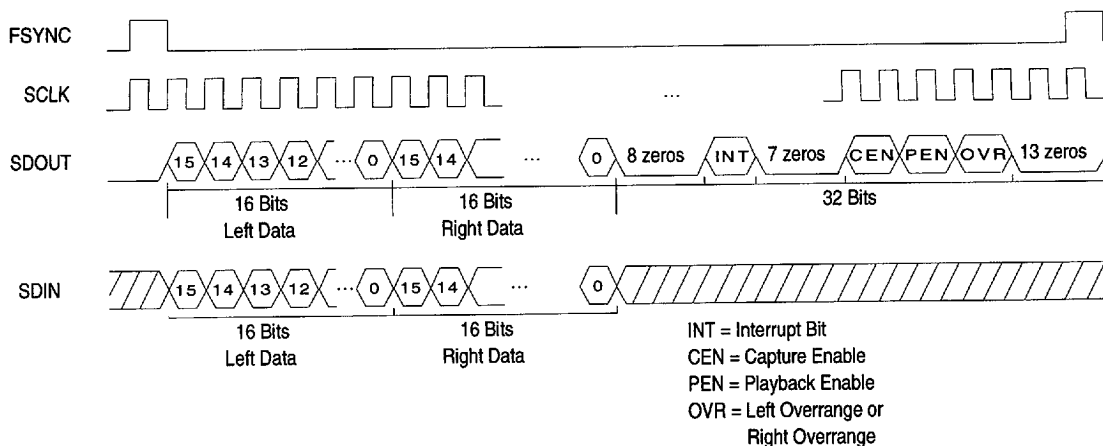 FSYNC
SCLK ...
SDOUT 15 14 13 12 ... 0 15 14 ... 0 8 zeros INT 7 zeros CEN PEN OVR 13 zeros
16 Bits 16 Bits 32 Bits
Left Data Right Data
SDIN 15 14 13 12 ... 0 15 14 ... 0
16 Bits 16 Bits
Left Data Right Data
INT = Interrupt Bit
CEN = Capture Enable
PEN = Playback Enable
OVR = Left Overrange or
Right Overrange